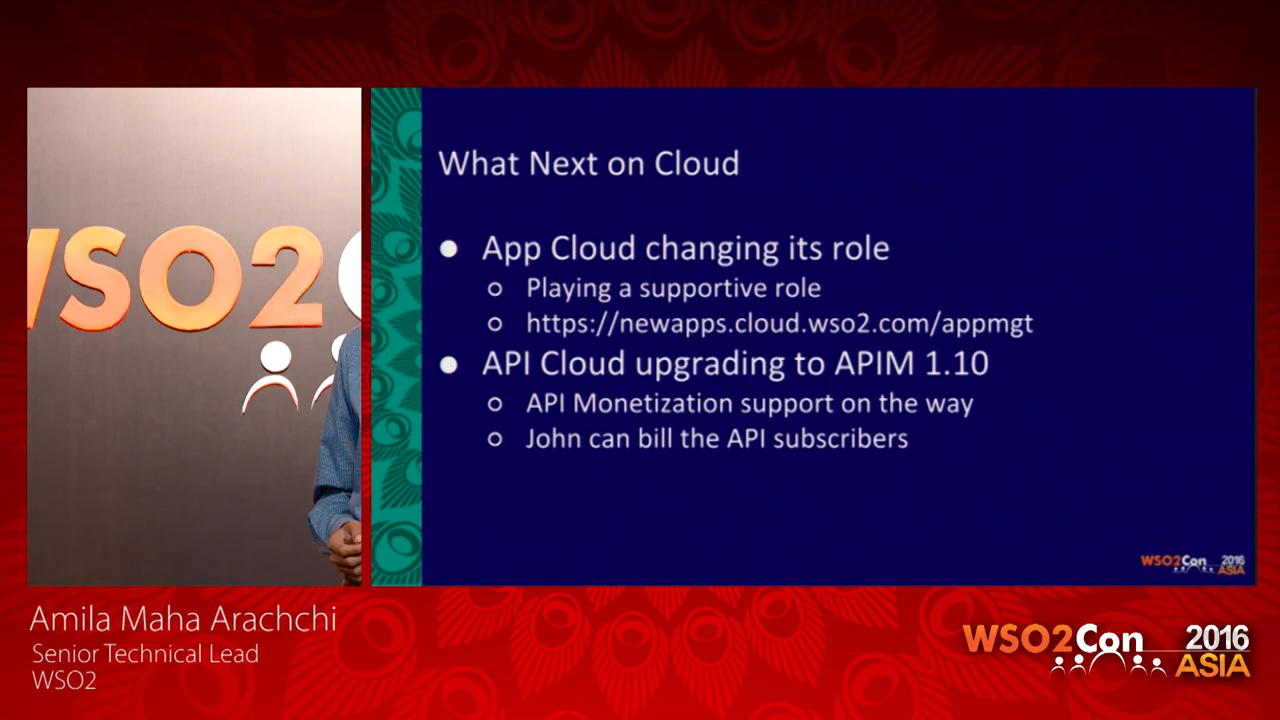 WSO2
What Next on Cloud
● App Cloud changing its role
○ Playing a supportive role
○ https://newapps.cloud.wso2.com/appmgt
● API Cloud upgrading to APIM 1.10
○ API Monetization support on the way
○ John can bill the API subscribers
WSO2Con 2016
ASIA
Amila Maha Arachchi
Senior Technical Lead
WSO2
WSO2Con 2016
ASIA